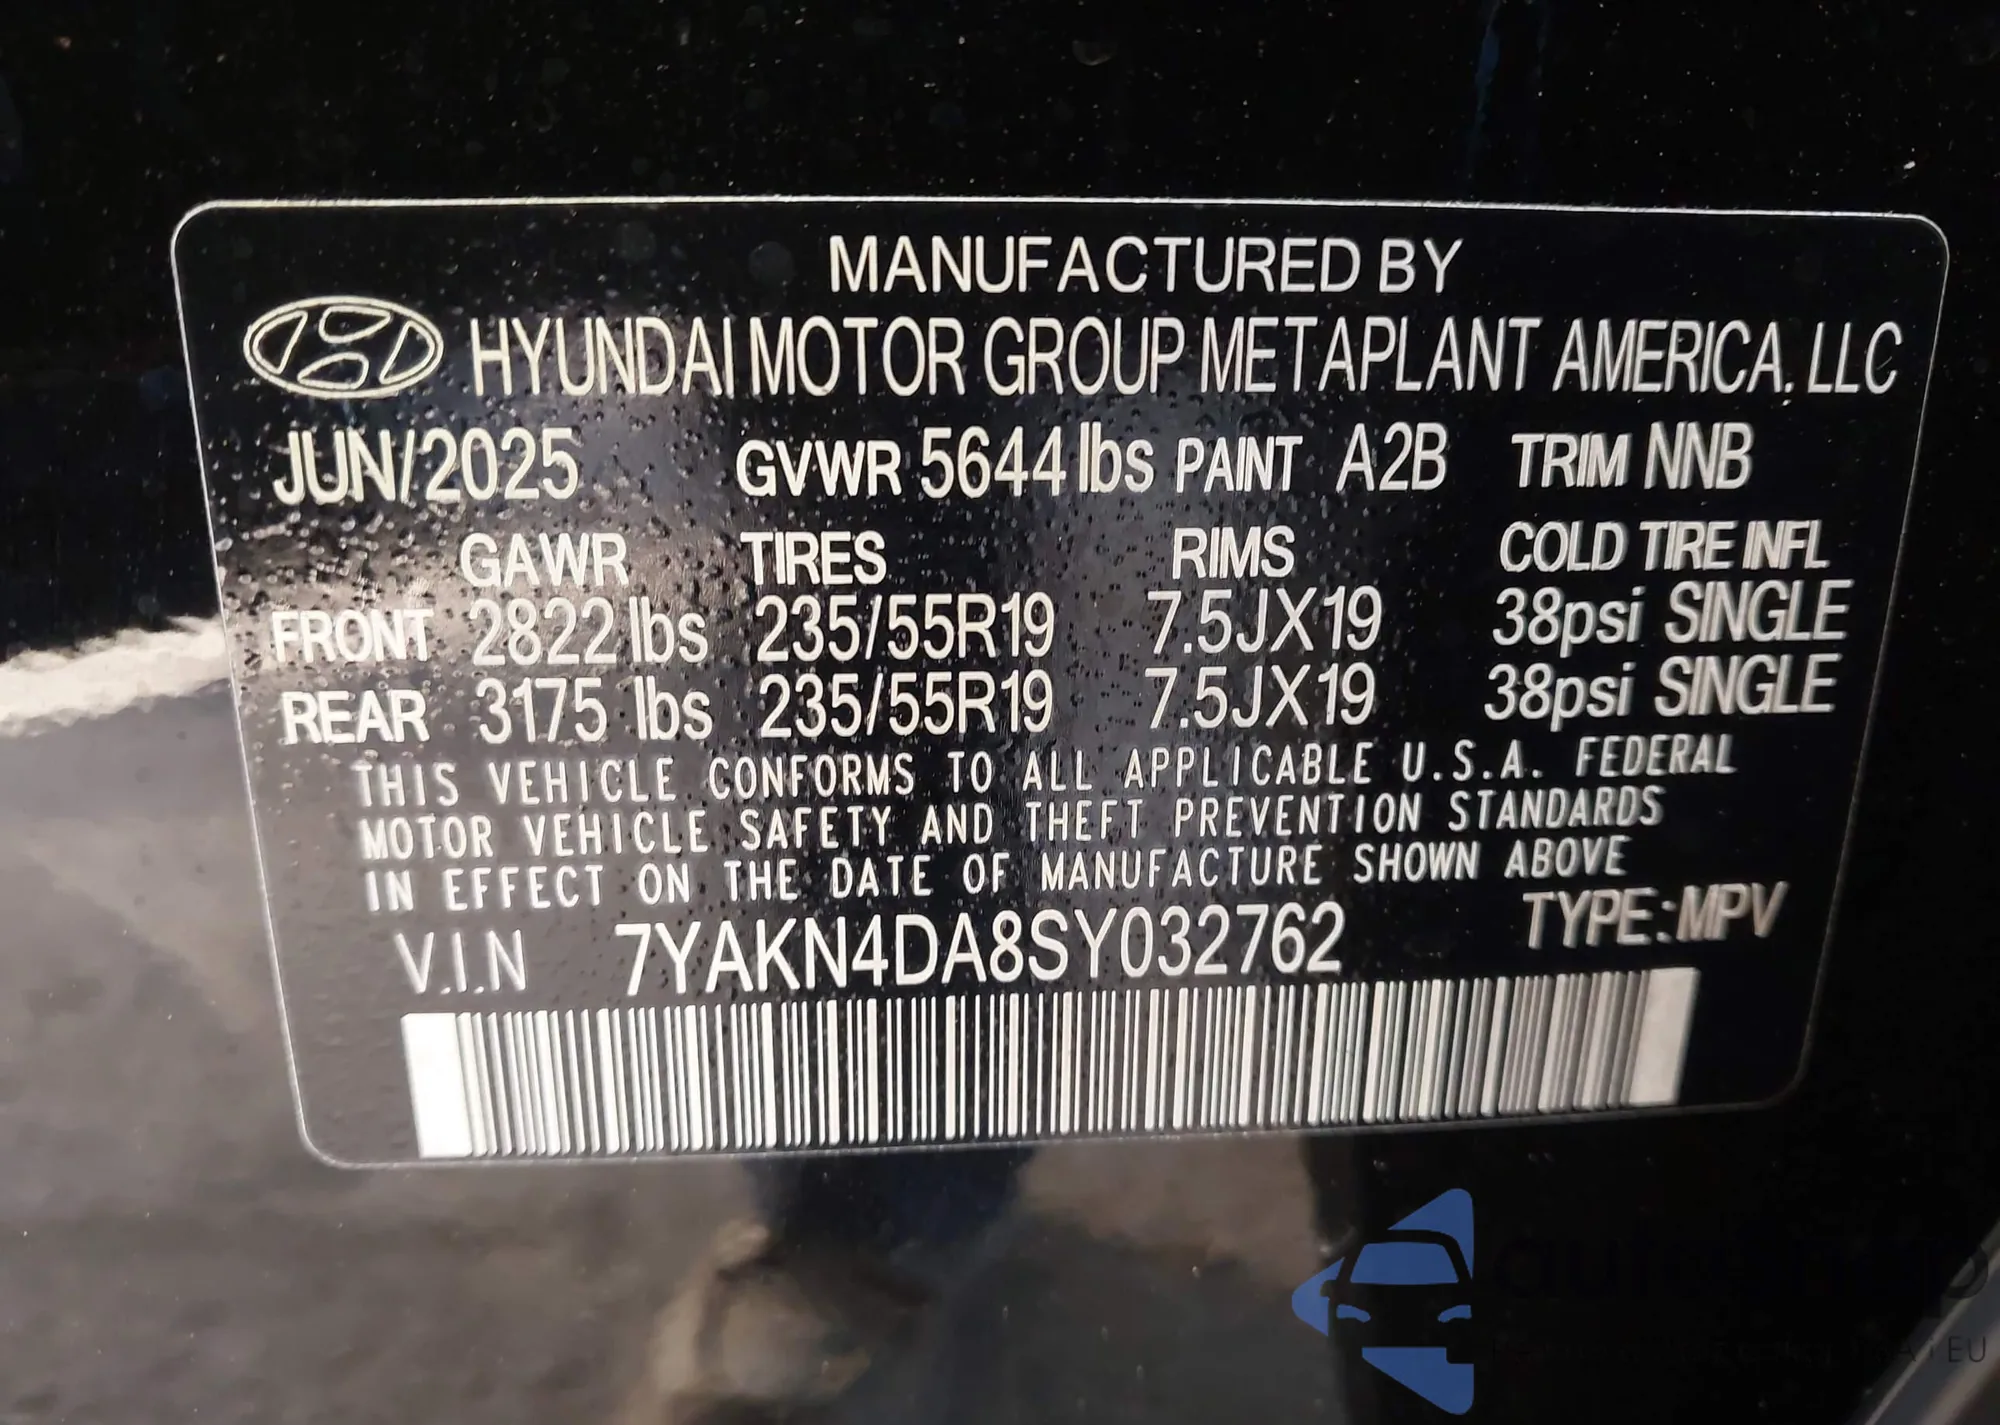 MANUFACTURED BY
HYUNDAI MOTOR GROUP METAPLANT AMERICA, LLC
JUN/2025 GVWR 5644 lbs PAINT A2B TRIM NNB
GAWR TIRES RIMS COLD TIRE INFL
FRONT 2822 lbs 235/55R19 7.5JX19 38psi SINGLE
REAR 3175 lbs 235/55R19 7.5JX19 38psi SINGLE
THIS VEHICLE CONFORMS TO ALL APPLICABLE U.S.A. FEDERAL
MOTOR VEHICLE SAFETY AND THEFT PREVENTION STANDARDS
IN EFFECT ON THE DATE OF MANUFACTURE SHOWN ABOVE
V.I.N 7YAKN4DA8SY032762 TYPE:MPV
EU